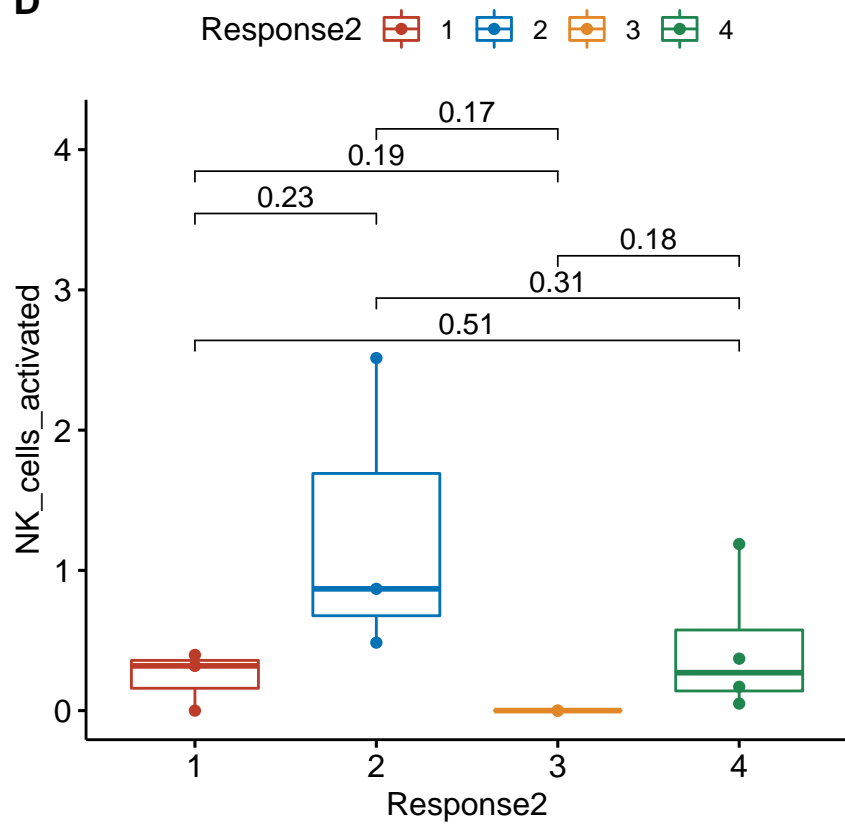 D
Response2 1 2 3 4
0.17
0.19
0.23
0.18
0.31
0.51
4
3
2
1
0
NK_cells_activated
1 2 3 4
Response2